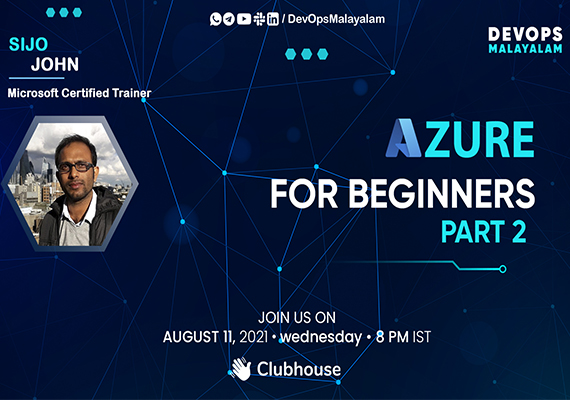 / DevOpsMalayalam
DEVOPS
MALAYALAM
SIJO
JOHN
Microsoft Certified Trainer
AZURE
FOR BEGINNERS
PART 2
JOIN US ON
AUGUST 11, 2021 • wednesday • 8 PM IST
Clubhouse